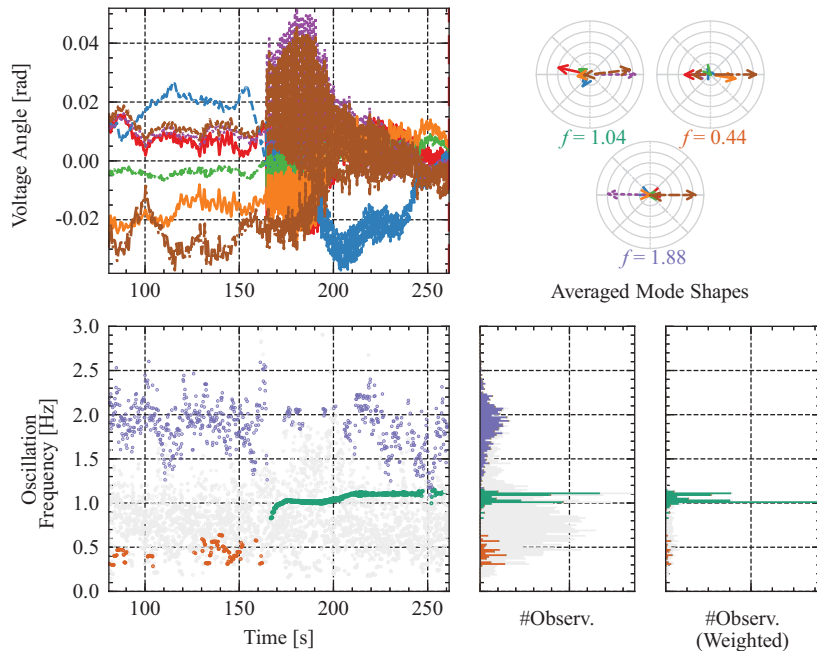 Voltage Angle [rad]
0.04
0.02
0.00
-0.02
100
150
200
250
f = 1.04
f = 0.44
f = 1.88
Averaged Mode Shapes
Oscillation
Frequency [Hz]
3.0
2.5
2.0
1.5
1.0
0.5
0.0
100
150
200
250
Time [s]
#Observ.
#Observ.
(Weighted)